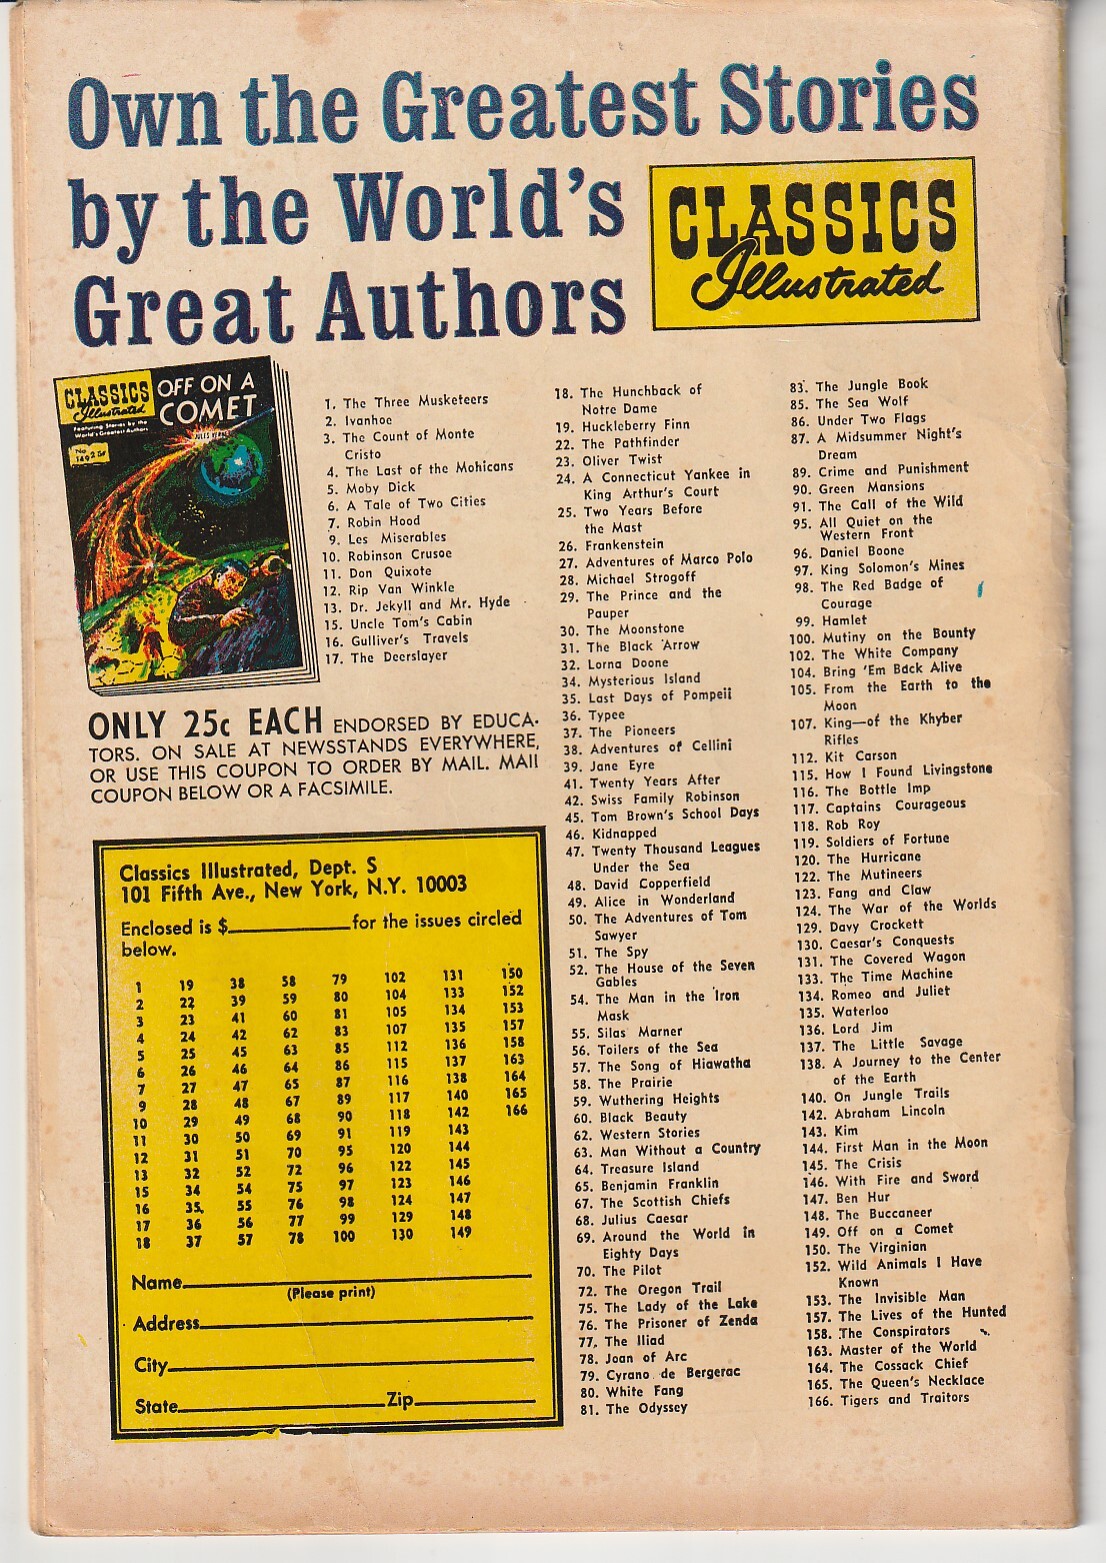 Own the Greatest Stories
by the World's
Great Authors
CLASSICS
Illustrated
CLASSICS
Illustrated
Featuring Stories by the
World's Greatest Authors
No
149
OFF ON A
COMET
JULES VERNE
1. The Three Musketeers
2. Ivanhoe
3. The Count of Monte
Cristo
4. The Last of the Mohicans
5. Moby Dick
6. A Tale of Two Cities
7. Robin Hood
9. Les Miserables
10. Robinson Crusoe
11. Don Quixote
12. Rip Van Winkle
13. Dr. Jekyll and Mr. Hyde
15. Uncle Tom's Cabin
16. Gulliver's Travels
17. The Deerslayer
ONLY 25c EACH ENDORSED BY EDUCA-
TORS. ON SALE AT NEWSSTANDS EVERYWHERE,
OR USE THIS COUPON TO ORDER BY MAIL. MAIL
COUPON BELOW OR A FACSIMILE.
Classics Illustrated, Dept. S
101 Fifth Ave., New York, N.Y. 10003
Enclosed is $ for the issues circled
below.
1 19 38 58 79 102 131 150
2 22 39 59 80 104 133 152
3 23 41 60 81 105 134 153
4 24 42 62 83 107 135 157
5 25 45 63 85 112 136 158
6 26 46 64 86 115 137 163
7 27 47 65 87 116 138 164
9 28 48 67 89 117 140 165
10 29 49 68 90 118 142 166
11 30 50 69 91 119 143
12 31 51 70 95 120 144
13 32 52 72 96 122 145
15 34 54 75 97 123 146
16 35 55 76 98 124 147
17 36 56 77 99 129 148
18 37 57 78 100 130 149
Name
(Please print)
Address
City
State Zip
18. The Hunchback of
Notre Dame
19. Huckleberry Finn
22. The Pathfinder
23. Oliver Twist
24. A Connecticut Yankee in
King Arthur's Court
25. Two Years Before
the Mast
26. Frankenstein
27. Adventures of Marco Polo
28. Michael Strogoff
29. The Prince and the
Pauper
30. The Moonstone
31. The Black Arrow
32. Lorna Doone
34. Mysterious Island
35. Last Days of Pompeii
36. Typee
37. The Pioneers
38. Adventures of Cellini
39. Jane Eyre
41. Twenty Years After
42. Swiss Family Robinson
45. Tom Brown's School Days
46. Kidnapped
47. Twenty Thousand Leagues
Under the Sea
48. David Copperfield
49. Alice in Wonderland
50. The Adventures of Tom
Sawyer
51. The Spy
52. The House of the Seven
Gables
54. The Man in the Iron
Mask
55. Silas Marner
56. Toilers of the Sea
57. The Song of Hiawatha
58. The Prairie
59. Wuthering Heights
60. Black Beauty
62. Western Stories
63. Man Without a Country
64. Treasure Island
65. Benjamin Franklin
67. The Scottish Chiefs
68. Julius Caesar
69. Around the World in
Eighty Days
70. The Pilot
72. The Oregon Trail
75. The Lady of the Lake
76. The Prisoner of Zenda
77. The Iliad
78. Joan of Arc
79. Cyrano de Bergerac
80. White Fang
81. The Odyssey
83. The Jungle Book
85. The Sea Wolf
86. Under Two Flags
87. A Midsummer Night's
Dream
89. Crime and Punishment
90. Green Mansions
91. The Call of the Wild
95. All Quiet on the
Western Front
96. Daniel Boone
97. King Solomon's Mines
98. The Red Badge of
Courage
99. Hamlet
100. Mutiny on the Bounty
102. The White Company
104. Bring 'Em Back Alive
105. From the Earth to the
Moon
107. King—of the Khyber
Rifles
112. Kit Carson
115. How I Found Livingstone
116. The Bottle Imp
117. Captains Courageous
118. Rob Roy
119. Soldiers of Fortune
120. The Hurricane
122. The Mutineers
123. Fang and Claw
124. The War of the Worlds
129. Davy Crockett
130. Caesar's Conquests
131. The Covered Wagon
133. The Time Machine
134. Romeo and Juliet
135. Waterloo
136. Lord Jim
137. The Little Savage
138. A Journey to the Center
of the Earth
140. On Jungle Trails
142. Abraham Lincoln
143. Kim
144. First Man in the Moon
145. The Crisis
146. With Fire and Sword
147. Ben Hur
148. The Buccaneer
149. Off on a Comet
150. The Virginian
152. Wild Animals I Have
Known
153. The Invisible Man
157. The Lives of the Hunted
158. The Conspirators
163. Master of the World
164. The Cossack Chief
165. The Queen's Necklace
166. Tigers and Traitors